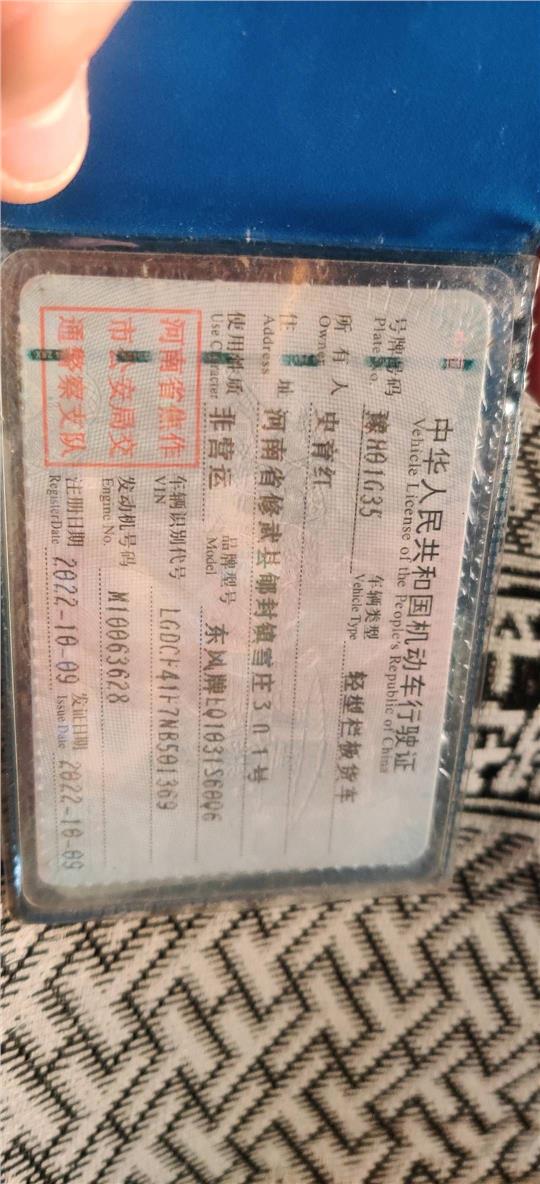 中华人民共和国机动车行驶证
Vehicle License of the People's Republic of China
号牌号码 豫H01G35 车辆类型 轻型栏板货车
Plate No. Vehicle Type
所有人 史育红
Owner
住址 河南省修武县郇封镇雪庄301号
Address
使用性质 非营运 品牌型号 东风牌EQ1031S60Q6
Use Character Model
河南省焦作
市公安局交
通警察支队
车辆识别代号 LGDCF41F7NB501369
VIN
发动机号码 M10063628
Engine No.
注册日期 2022-10-09 发证日期 2022-10-09
Register Date Issue Date